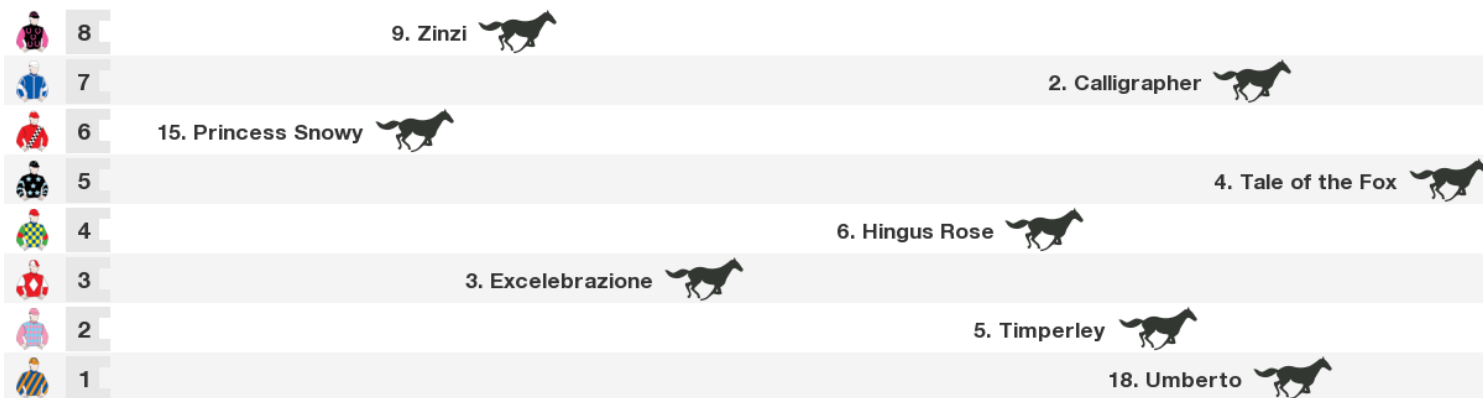 8 9. Zinzi
7 2. Calligrapher
6 15. Princess Snowy
5 4. Tale of the Fox
4 6. Hingus Rose
3 3. Excelebrazione
2 5. Timperley
1 18. Umberto